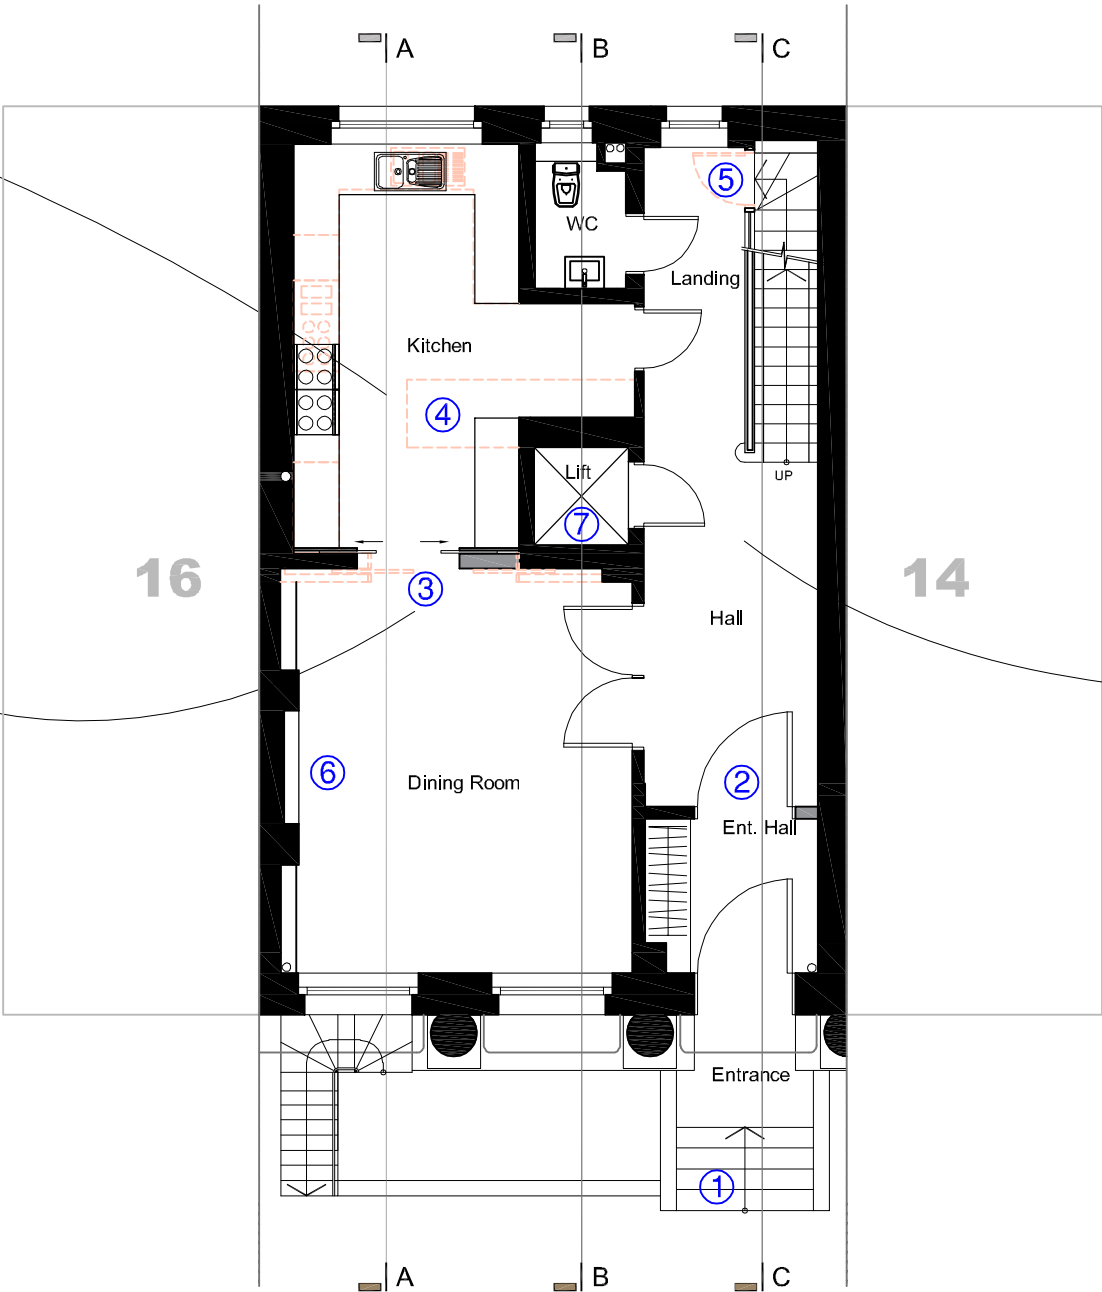 A B C
5
WC
Landing
Kitchen
4
Lift
UP
7
16 14
3
Hall
6
Dining Room
2
Ent. Hall
Entrance
1
A B C